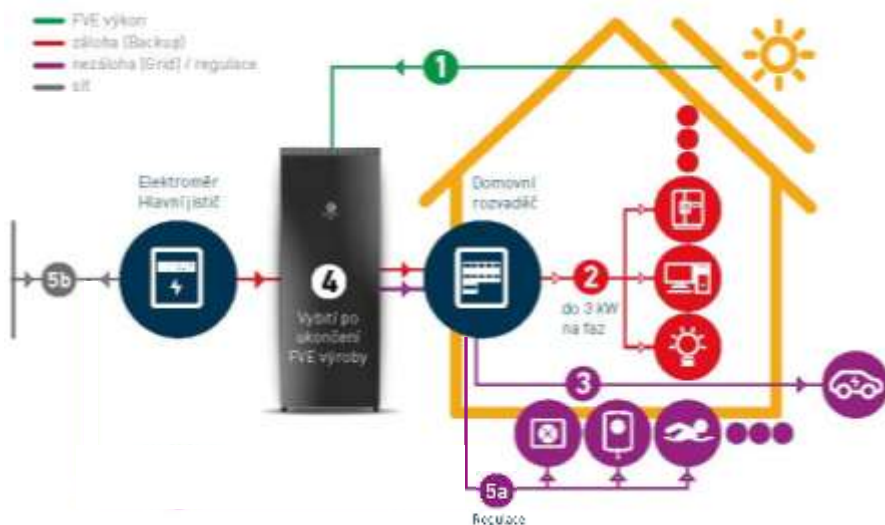 FVE výkon
záloha (Backup)
nezáloha (Grid) / regulace
síť
1
Elektroměr
Hlavní jistič
Domovní
rozvaděč
5b
4
Vybití po
ukončení
FVE výroby
2
do 3 kW
na fáz
3
5a
Regulace